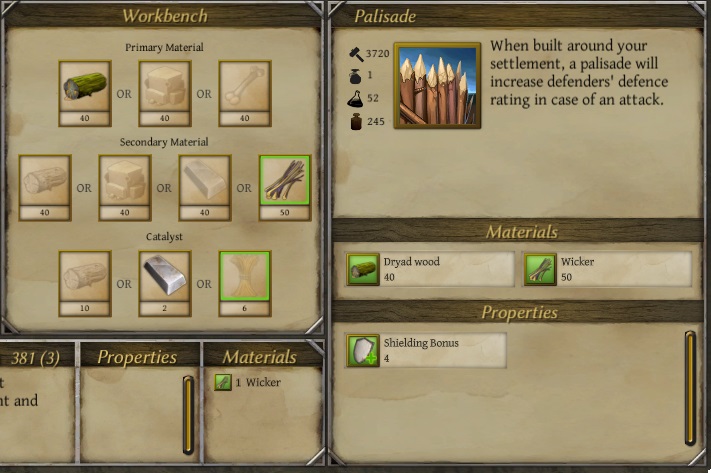 Workbench
Primary Material
OR OR
40 40 40
Secondary Material
OR OR OR
40 40 40 50
Catalyst
OR OR
10 2 6
381 (3)
t
nt and
Properties
Materials
1 Wicker
Palisade
3720
1
52
245
When built around your
settlement, a palisade will
increase defenders' defence
rating in case of an attack.
Materials
Dryad wood
40
Wicker
50
Properties
Shielding Bonus
4